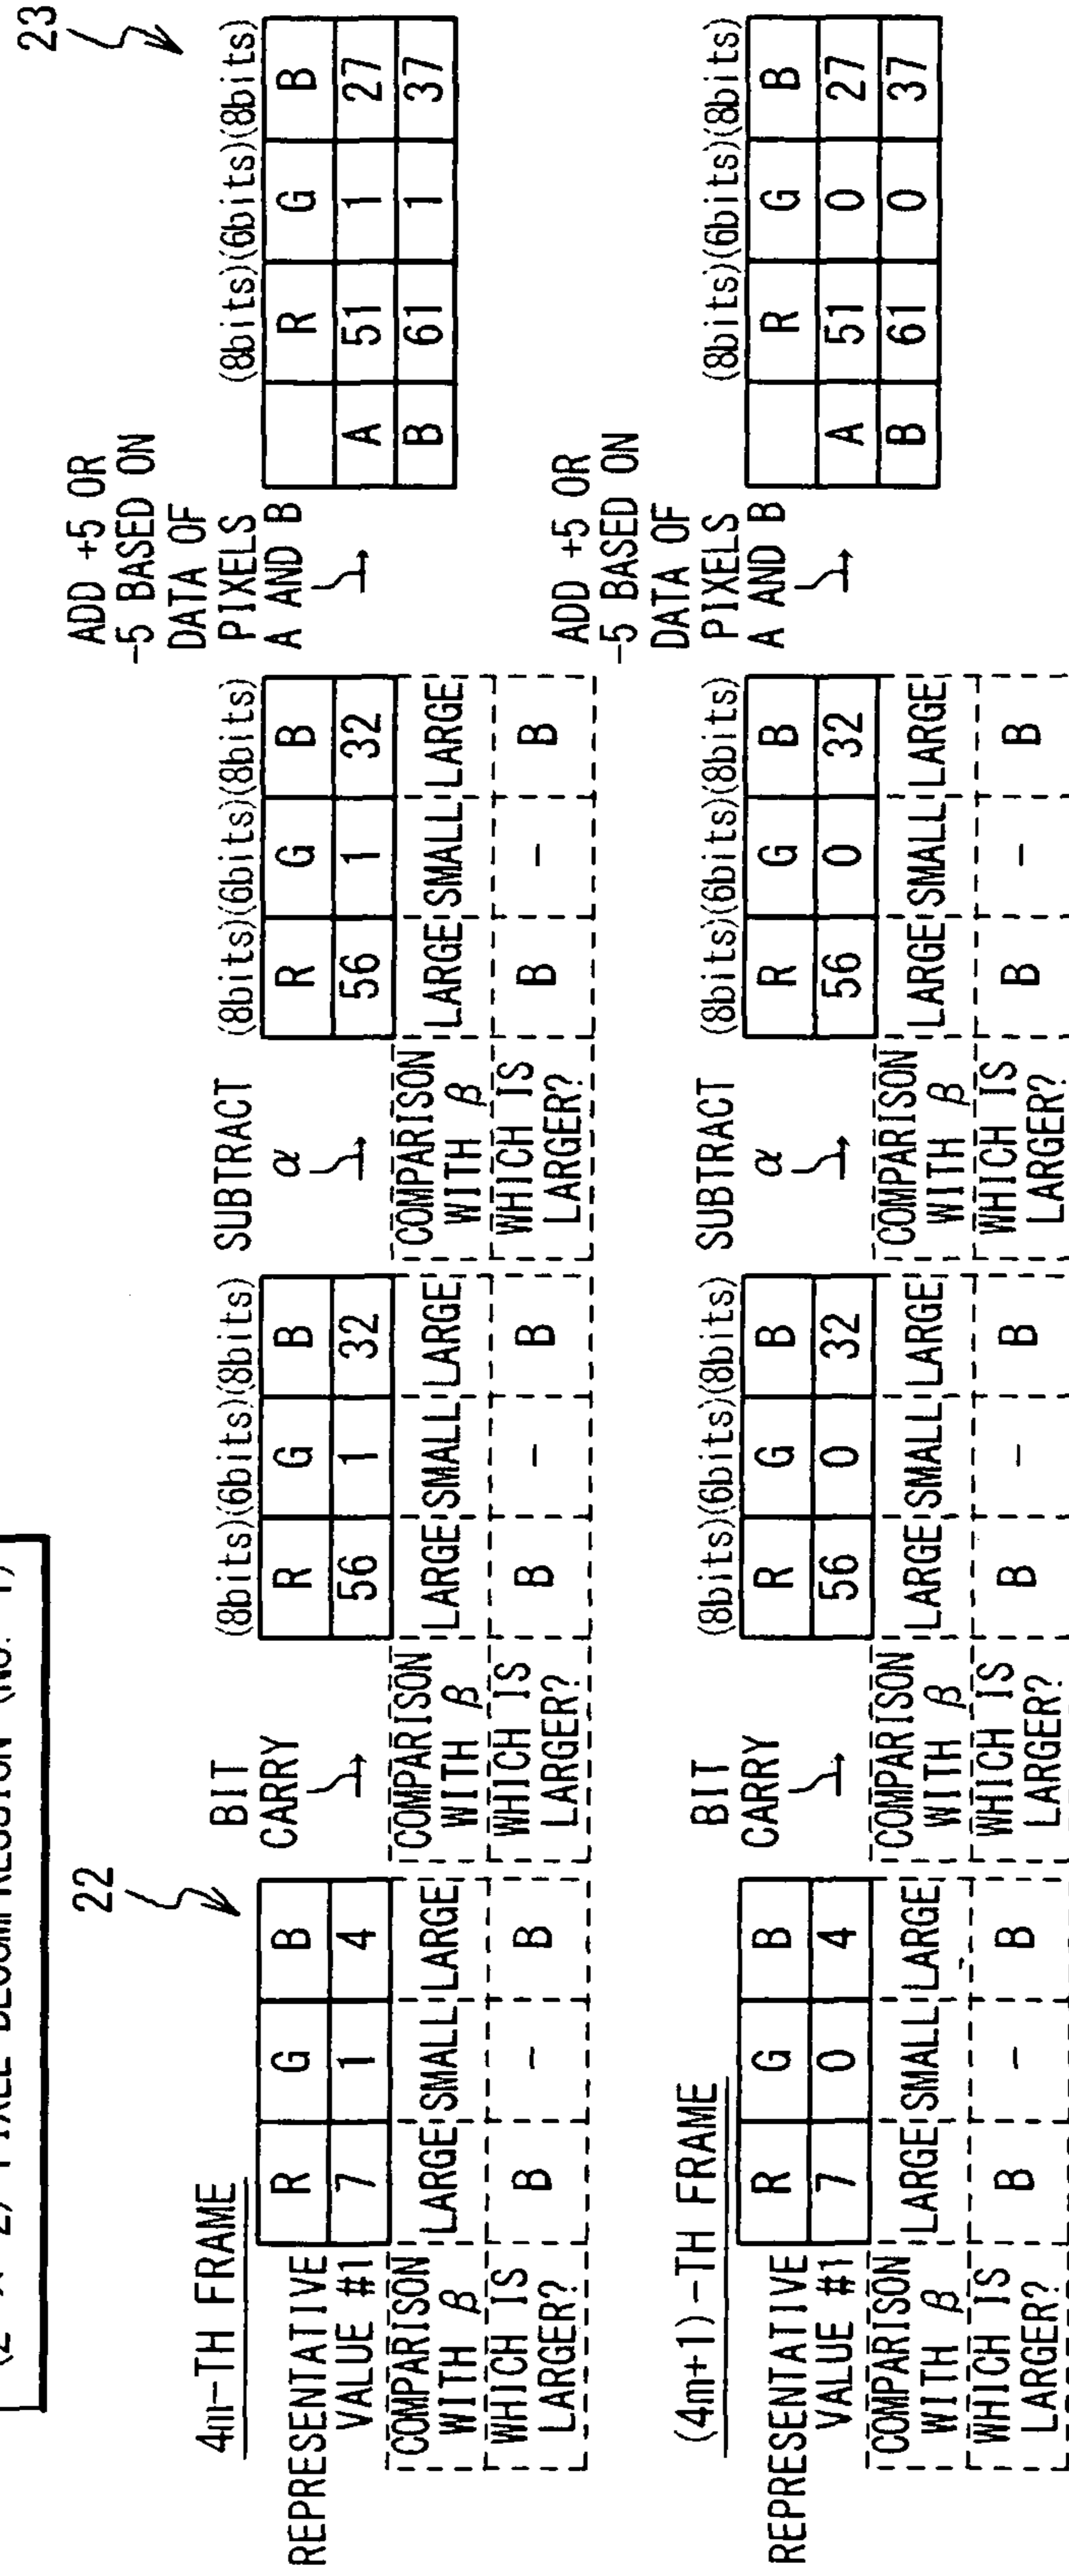 22
23
4m-TH FRAME
REPRESENTATIVE VALUE #1
R G B
7 1 4
COMPARISON WITH β
LARGE SMALL LARGE
WHICH IS LARGER?
B - B
BIT CARRY
(8bits)(6bits)(8bits)
R G B
56 1 32
COMPARISON WITH β
LARGE SMALL LARGE
WHICH IS LARGER?
B - B
SUBTRACT α
(8bits)(6bits)(8bits)
R G B
56 1 32
COMPARISON WITH β
LARGE SMALL LARGE
WHICH IS LARGER?
B - B
ADD +5 OR
-5 BASED ON
DATA OF
PIXELS
A AND B
(8bits)(6bits)(8bits)
R G B
A 51 1 27
B 61 1 37
(4m+1)-TH FRAME
REPRESENTATIVE VALUE #1
R G B
7 0 4
COMPARISON WITH β
LARGE SMALL LARGE
WHICH IS LARGER?
B - B
BIT CARRY
(8bits)(6bits)(8bits)
R G B
56 0 32
COMPARISON WITH β
LARGE SMALL LARGE
WHICH IS LARGER?
B - B
SUBTRACT α
(8bits)(6bits)(8bits)
R G B
56 0 32
COMPARISON WITH β
LARGE SMALL LARGE
WHICH IS LARGER?
B - B
ADD +5 OR
-5 BASED ON
DATA OF
PIXELS
A AND B
(8bits)(6bits)(8bits)
R G B
A 51 0 27
B 61 0 37